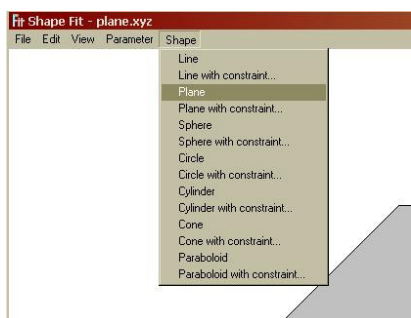 Fit Shape Fit - plane.xyz
File Edit View Parameter Shape
Line
Line with constraint...
Plane
Plane with constraint...
Sphere
Sphere with constraint...
Circle
Circle with constraint...
Cylinder
Cylinder with constraint...
Cone
Cone with constraint...
Paraboloid
Paraboloid with constraint...